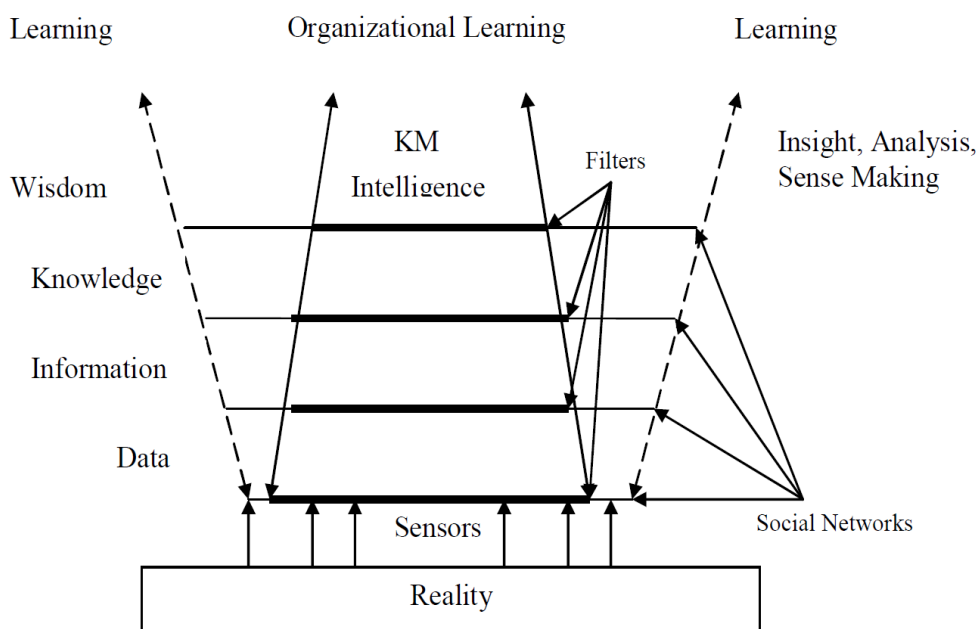 Learning
Organizational Learning
Learning
KM
Intelligence
Filters
Insight, Analysis,
Sense Making
Wisdom
Knowledge
Information
Data
Sensors
Social Networks
Reality